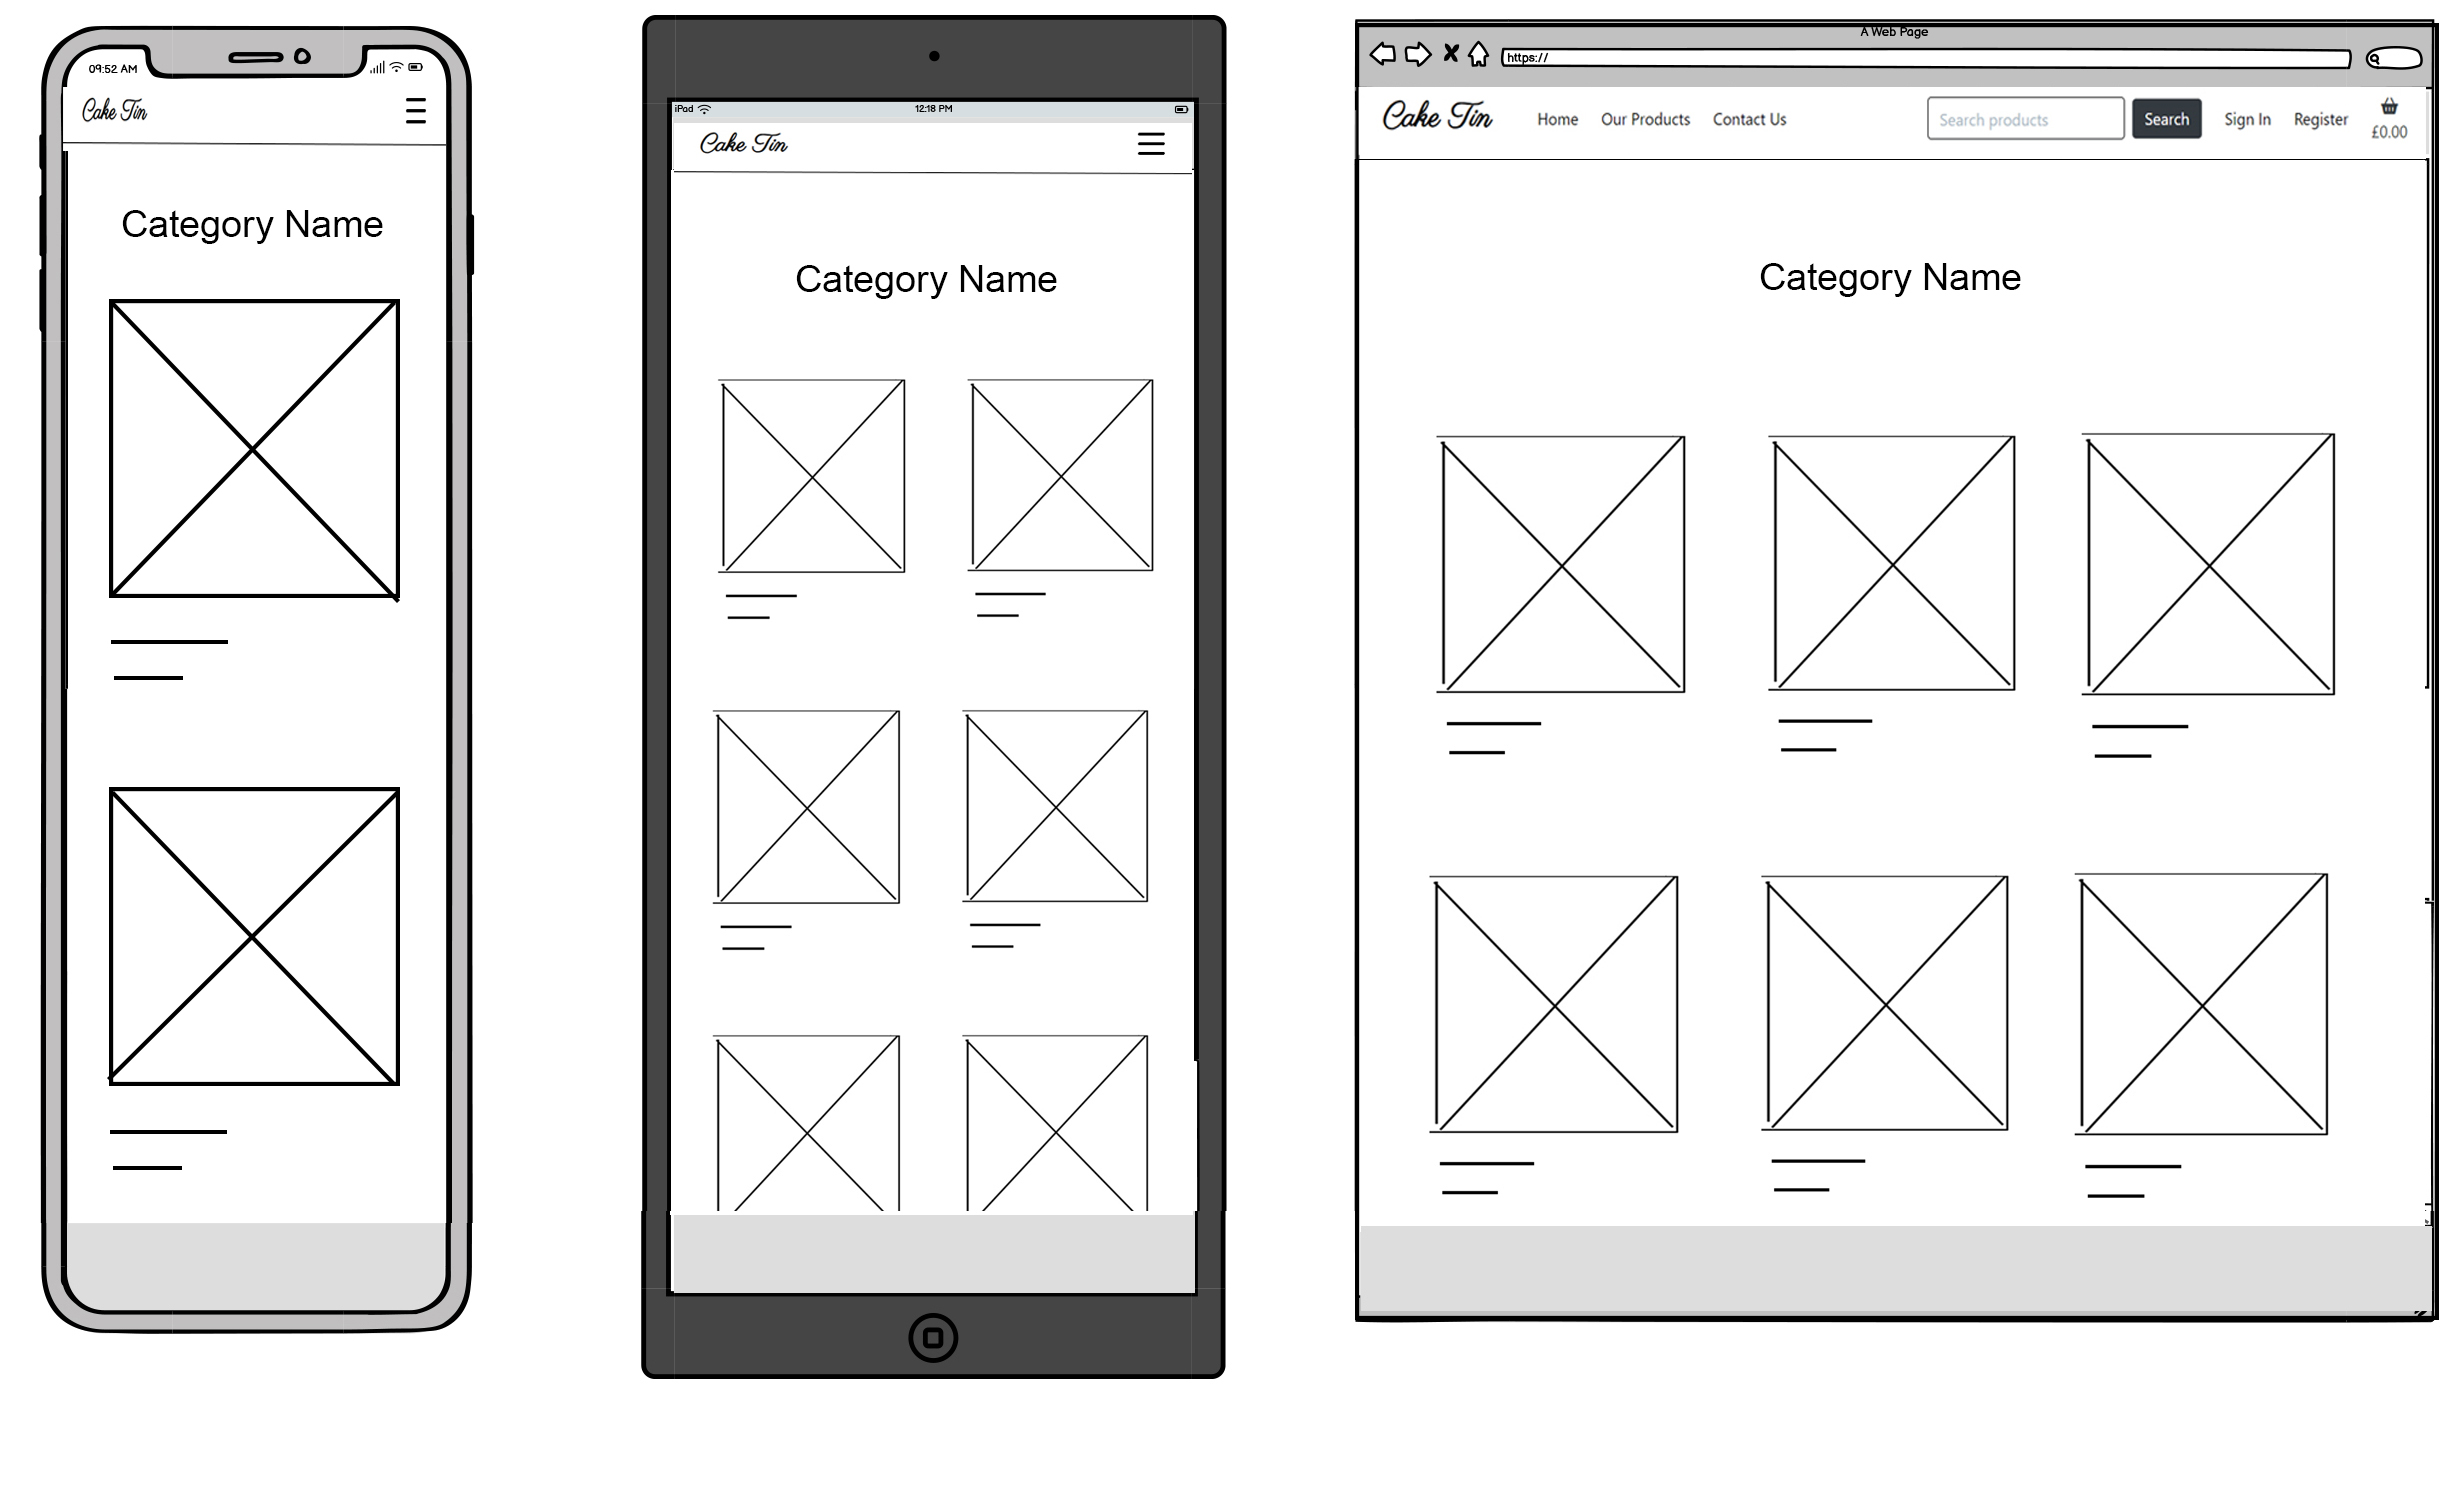 09:52 AM
Cake Tin
Category Name
iPad
12:18 PM
Cake Tin
Category Name
A Web Page
https://
Cake Tin
Home
Our Products
Contact Us
Search products
Search
Sign In
Register
£0.00
Category Name